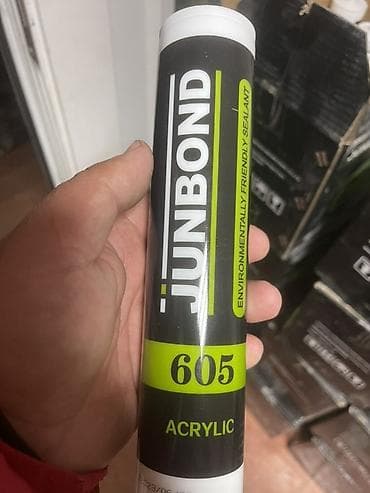 JUNBOND
ENVIRONMENTALLY FRIENDLY SEALANT
605
ACRYLIC